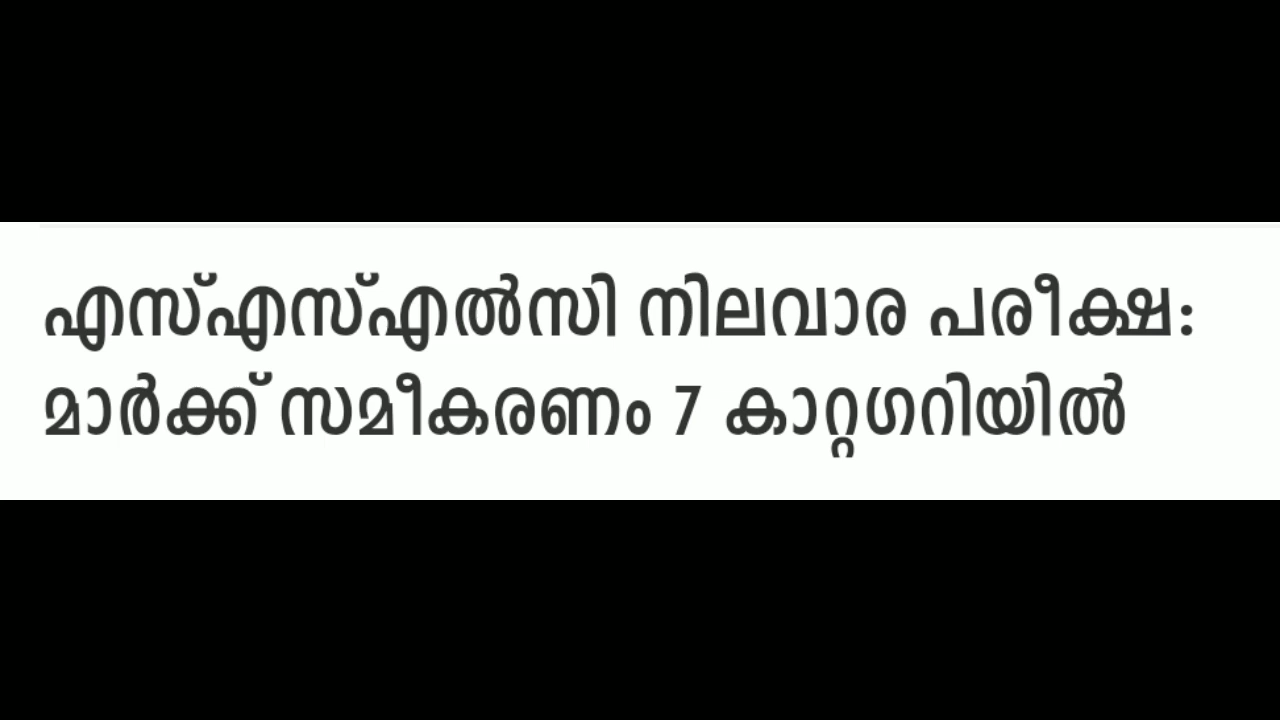 എസ്എസ്എൽസി നിലവാര പരീക്ഷ:
മാർക്ക് സമീകരണം 7 കാറ്റഗറിയിൽ